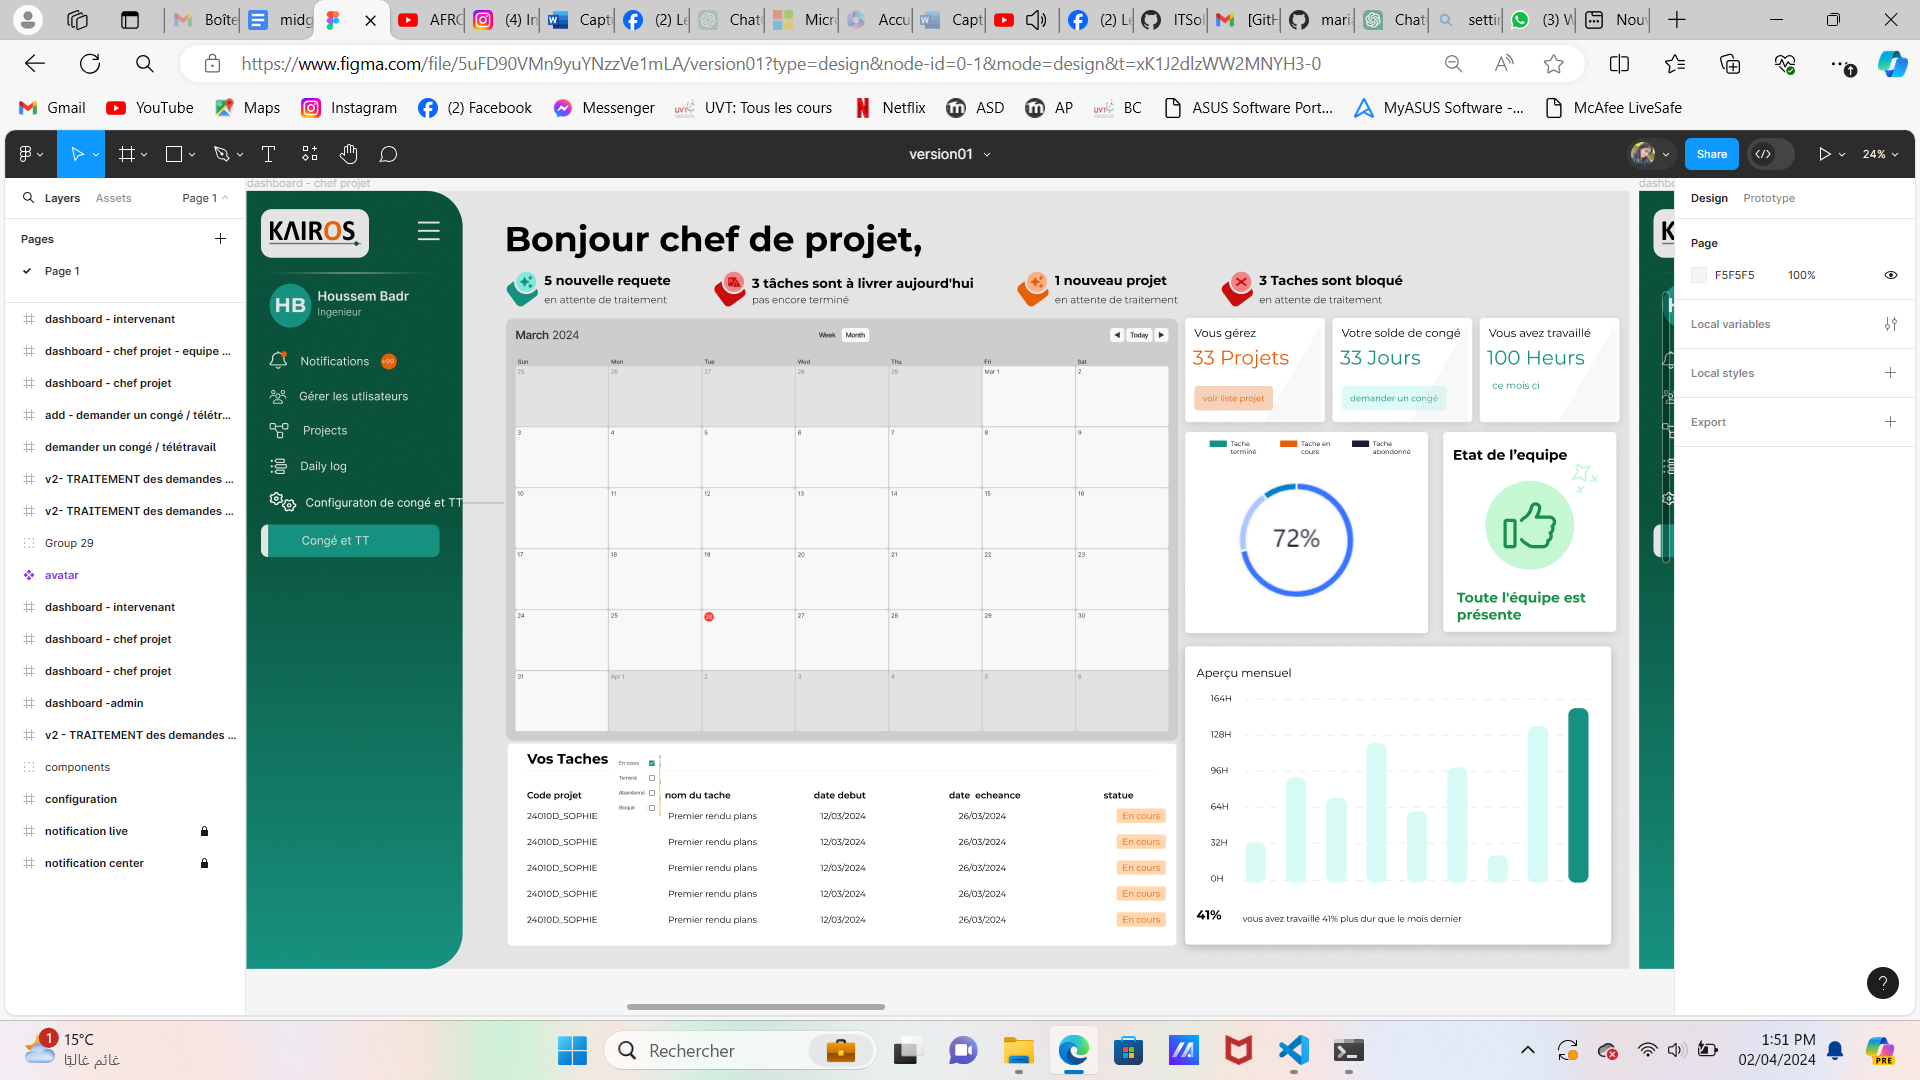 Boîte
midg
AFRO
(4) In
Capt
(2) Le
Chat
Micr
Accu
Capt
(2) Le
ITSol
[GitH
maria
Chat
settin
(3) W
Nouv
https://www.figma.com/file/5uFD90VMn9yuYNzzVe1mLA/version01?type=design&node-id=0-1&mode=design&t=xK1J2dIzWW2MNYH3-0
Gmail
YouTube
Maps
Instagram
(2) Facebook
Messenger
UVT: Tous les cours
Netflix
ASD
AP
BC
ASUS Software Port...
MyASUS Software -...
McAfee LiveSafe
version01
Share
24%
Layers
Assets
Page 1
Pages
Page 1
dashboard - intervenant
dashboard - chef projet - equipe ...
dashboard - chef projet
add - demander un congé / télétr...
demander un congé / télétravail
v2- TRAITEMENT des demandes ...
v2- TRAITEMENT des demandes ...
Group 29
avatar
dashboard - intervenant
dashboard - chef projet
dashboard - chef projet
dashboard -admin
v2 - TRAITEMENT des demandes ...
components
configuration
notification live
notification center
dashboard - chef projet
KAIROS
HB
Houssem Badr
Ingenieur
Notifications
+99
Gérer les utlisateurs
Projects
Daily log
Configuraton de congé et TT
Congé et TT
Bonjour chef de projet,
5 nouvelle requete
en attente de traitement
3 tâches sont à livrer aujourd'hui
pas encore terminé
1 nouveau projet
en attente de traitement
3 Taches sont bloqué
en attente de traitement
March 2024
Week
Month
Today
Sun Mon Tue Wed Thu Fri Sat
25 26 27 28 29 Mar 1 2
3 4 5 6 7 8 9
10 11 12 13 14 15 16
17 18 19 20 21 22 23
24 25 26 27 28 29 30
31 Apr 1 2 3 4 5 6
Vous gérez
33 Projets
voir liste projet
Votre solde de congé
33 Jours
demander un congé
Vous avez travaillé
100 Heurs
ce mois ci
Tache terminé
Tache en cours
Tache abondonné
72%
Etat de l’equipe
Toute l'équipe est
présente
Vos Taches
En cours
Terminé
Abandonné
Bloqué
Code projet nom du tache date debut date echeance statue
24010D_SOPHIE Premier rendu plans 12/03/2024 26/03/2024 En cours
24010D_SOPHIE Premier rendu plans 12/03/2024 26/03/2024 En cours
24010D_SOPHIE Premier rendu plans 12/03/2024 26/03/2024 En cours
24010D_SOPHIE Premier rendu plans 12/03/2024 26/03/2024 En cours
24010D_SOPHIE Premier rendu plans 12/03/2024 26/03/2024 En cours
Aperçu mensuel
164H
128H
96H
64H
32H
0H
41%
vous avez travaillé 41% plus dur que le mois dernier
dashbo
Design
Prototype
Page
F5F5F5
100%
Local variables
Local styles
Export
?
1
15°C
غائم غالبًا
Rechercher
PRE
1:51 PM
02/04/2024